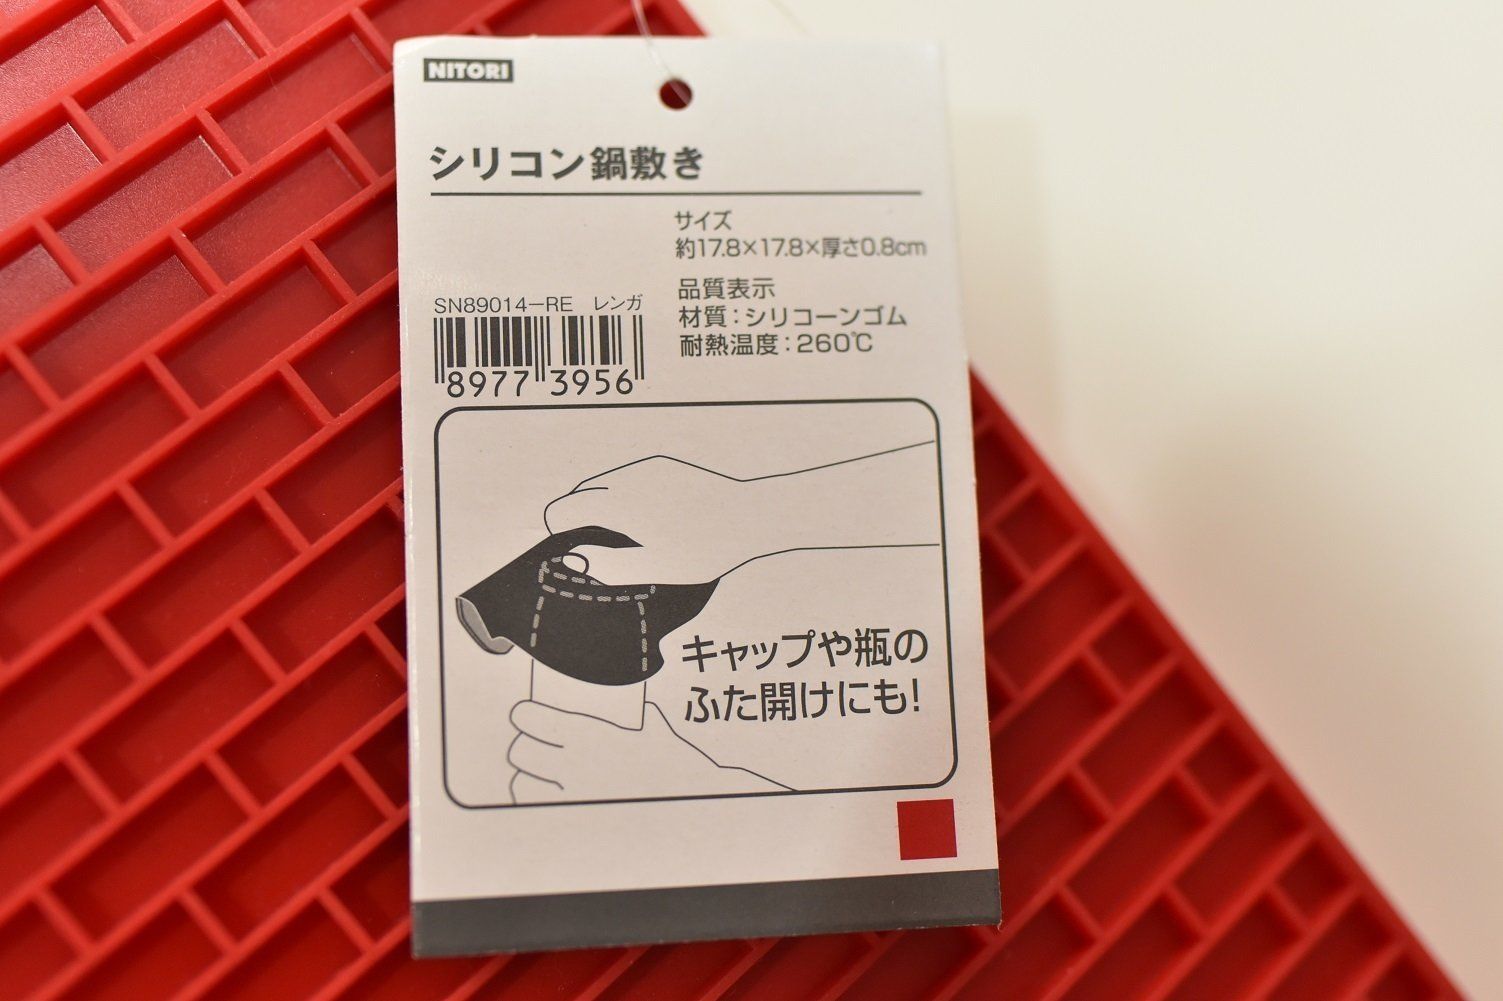 NITORI
シリコン鍋敷き
サイズ
約17.8×17.8×厚さ0.8cm
品質表示
材質：シリコーンゴム
耐熱温度：260℃
SN89014-RE レンガ
8977 3956
キャップや瓶の
ふた開けにも!